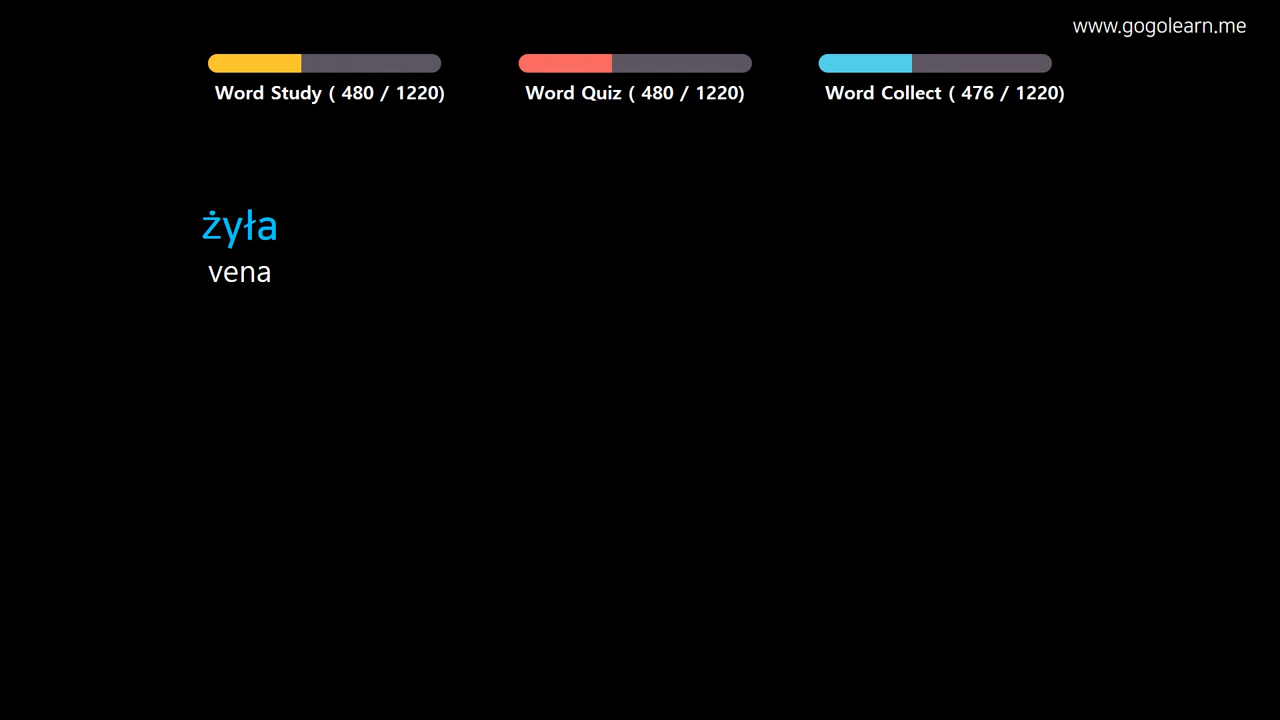 www.gogolearn.me
Word Study ( 480 / 1220)
Word Quiz ( 480 / 1220)
Word Collect ( 476 / 1220)
żyła
vena